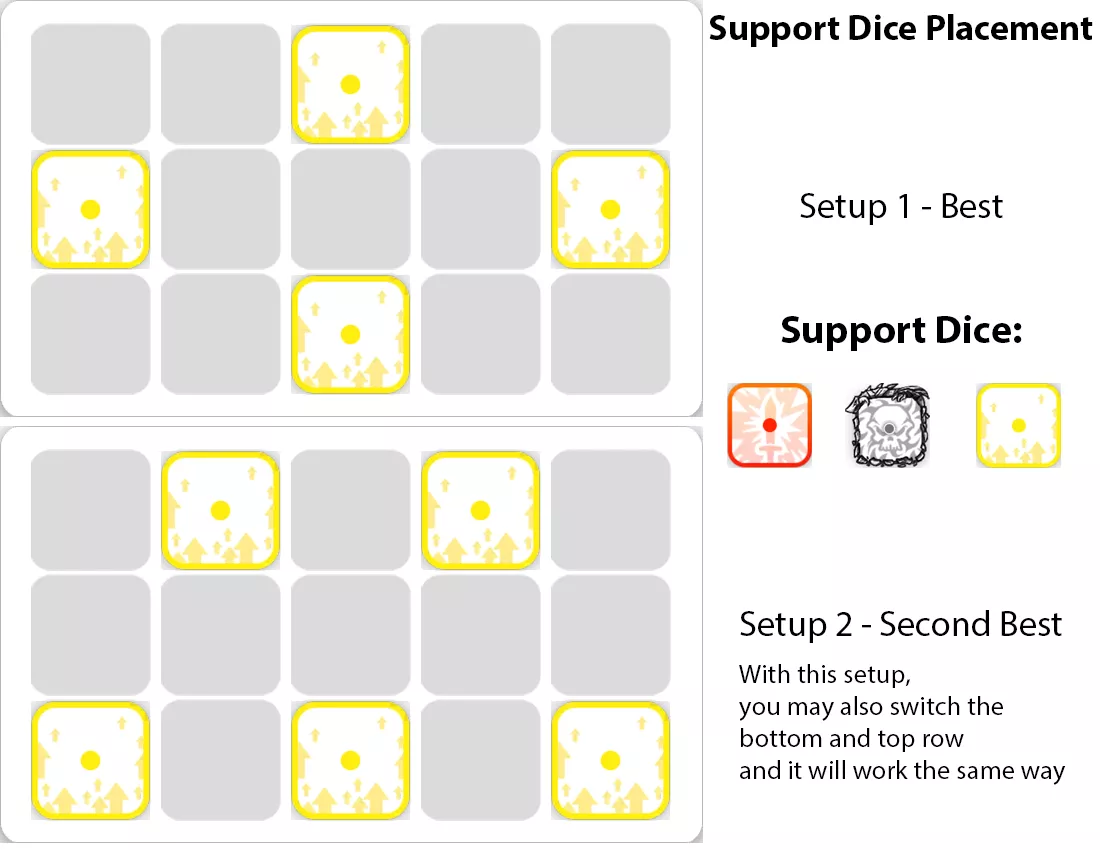 Support Dice Placement
Setup 1 - Best
Support Dice:
Setup 2 - Second Best
With this setup,
you may also switch the
bottom and top row
and it will work the same way